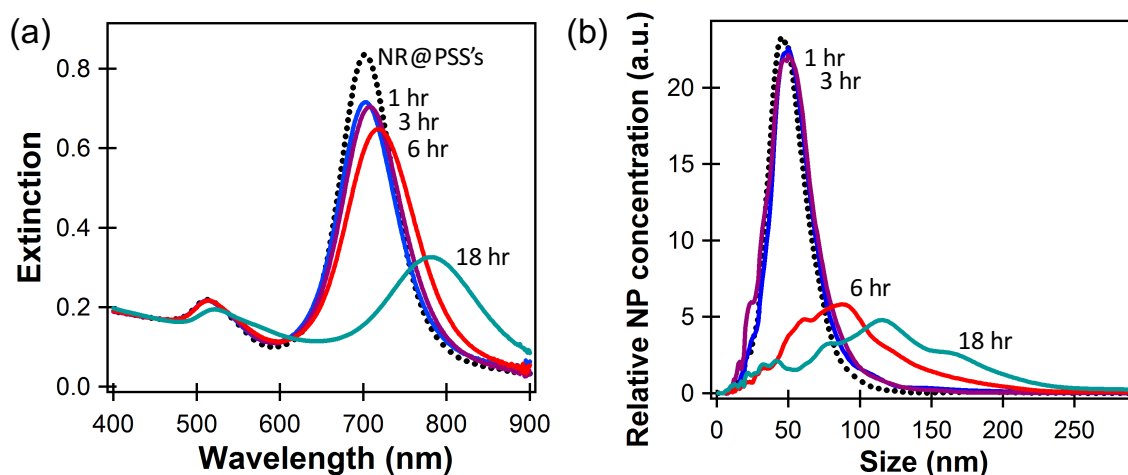 (a)
Extinction
0.8
0.6
0.4
0.2
0.0
NR@PSS's
1 hr
3 hr
6 hr
18 hr
400 500 600 700 800 900
Wavelength (nm)
(b)
Relative NP concentration (a.u.)
20
15
10
5
0
1 hr
3 hr
6 hr
18 hr
0 50 100 150 200 250
Size (nm)